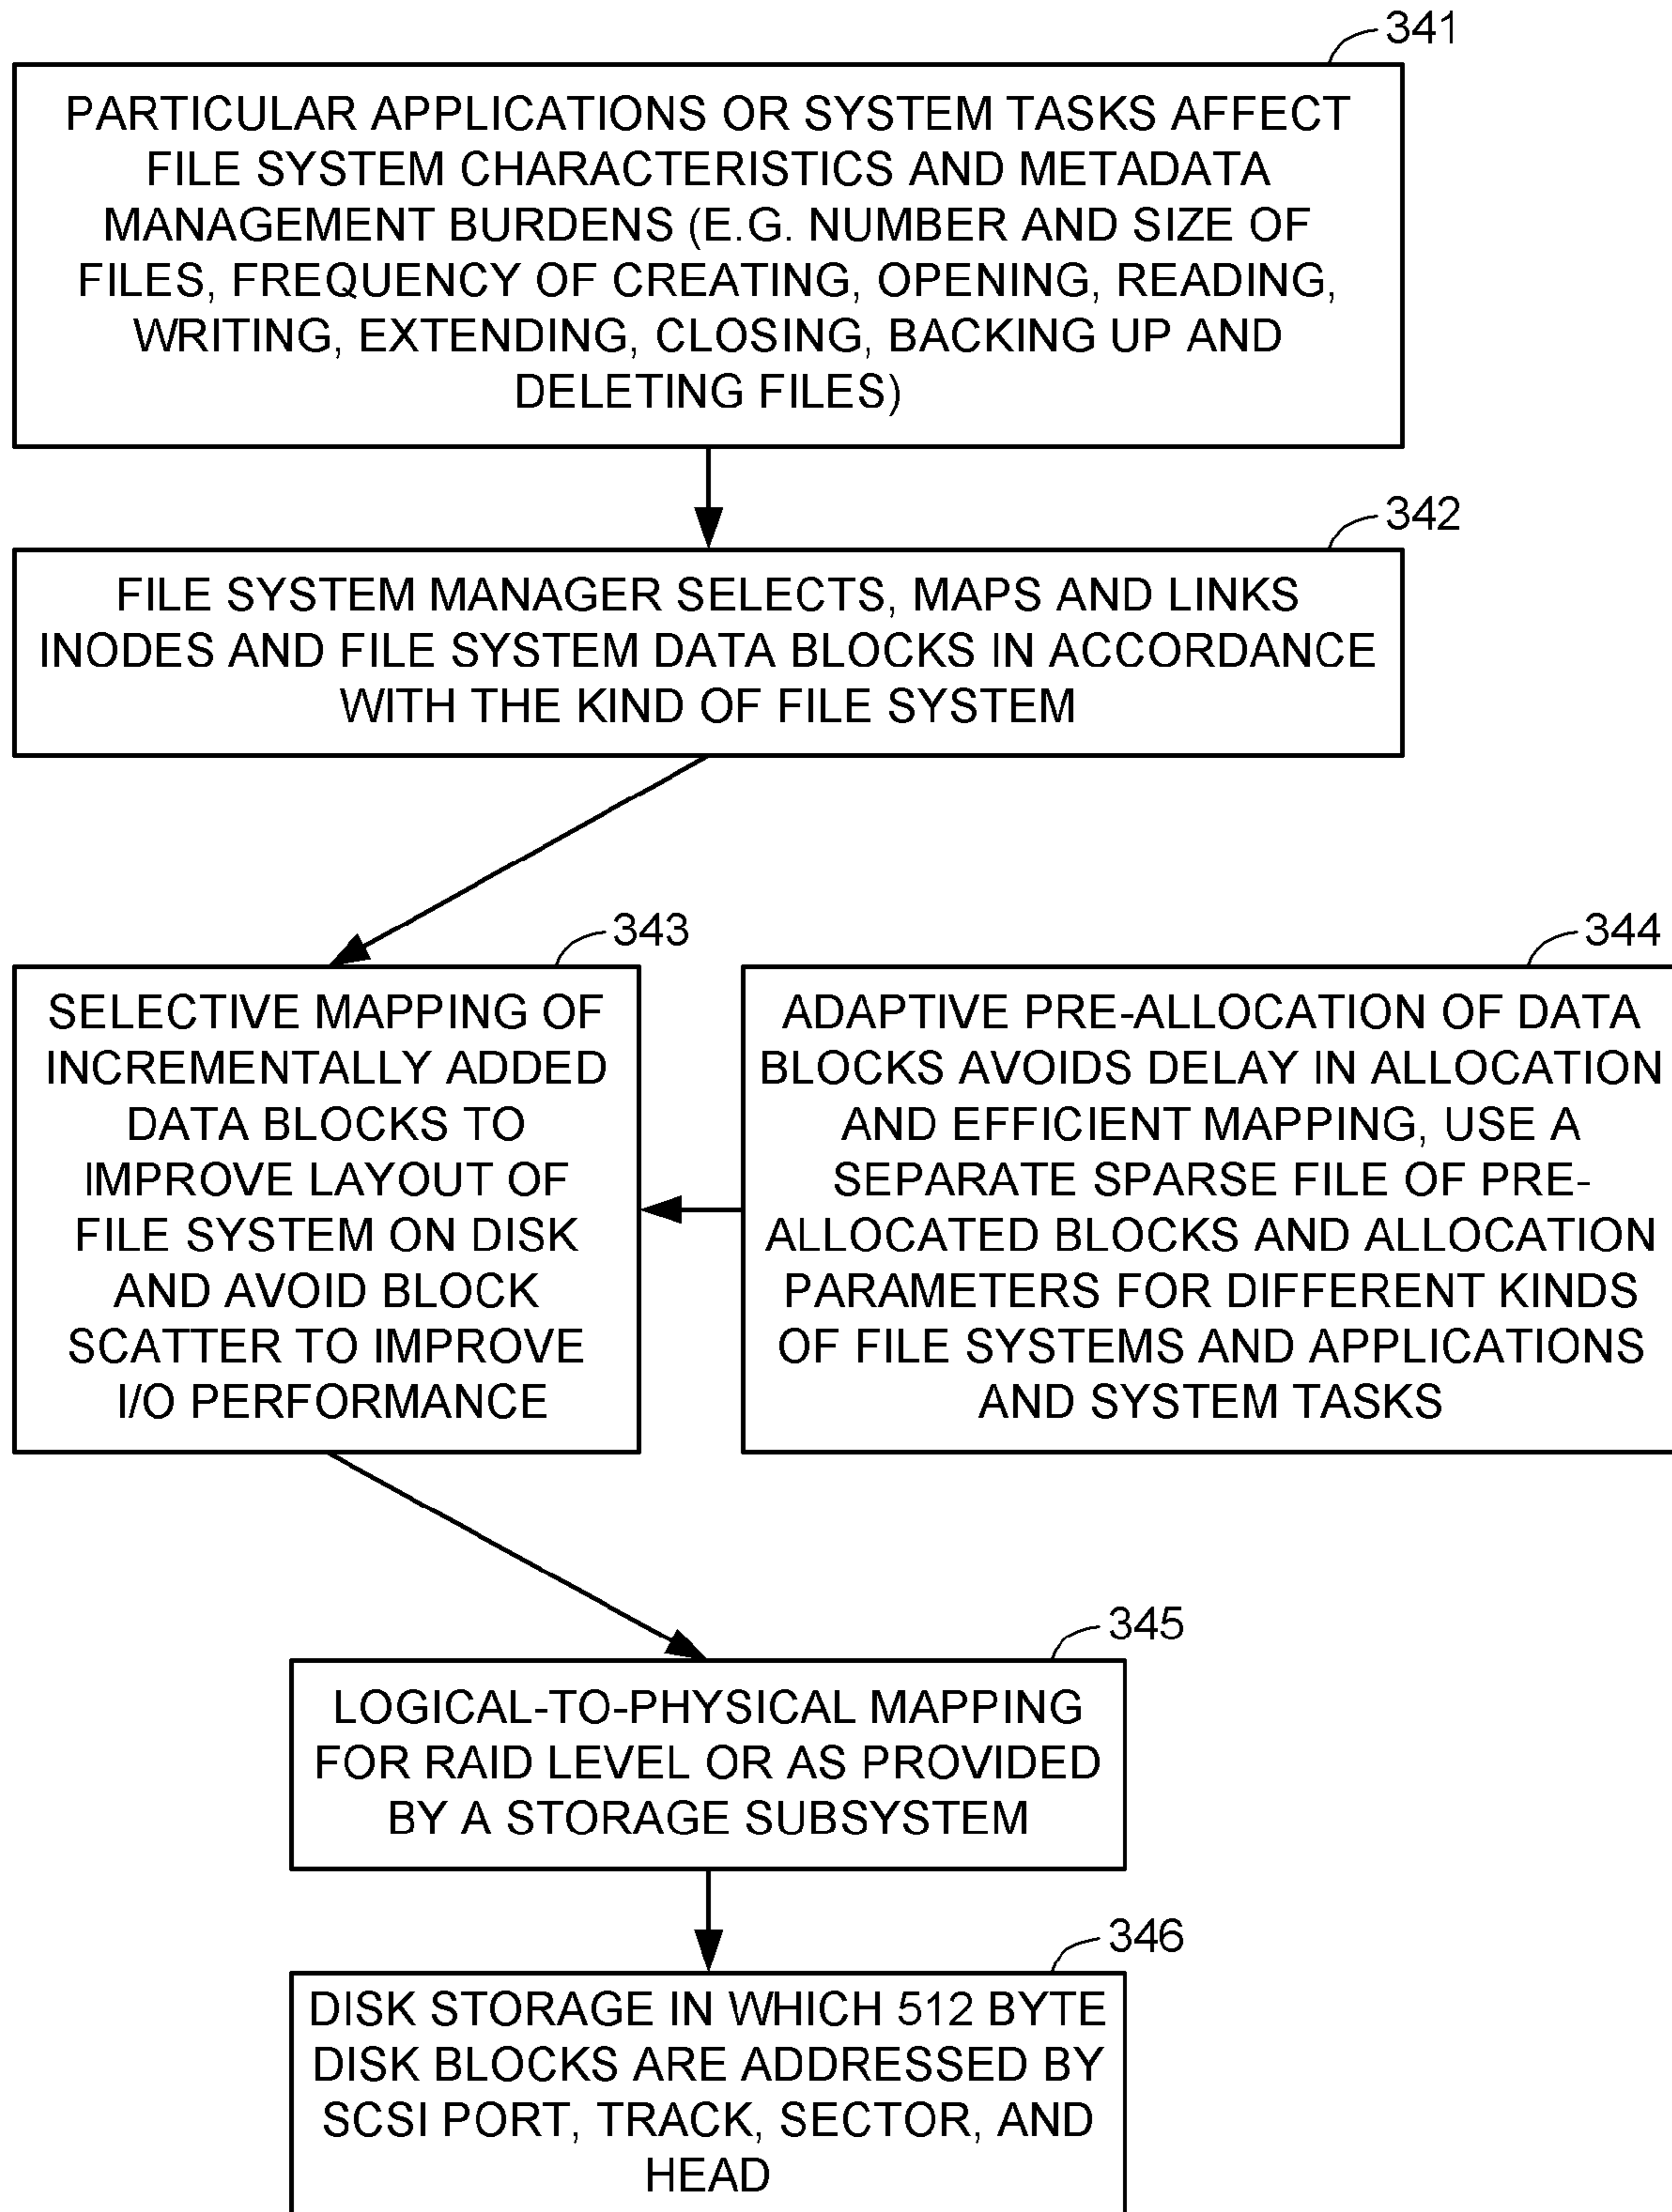 341
PARTICULAR APPLICATIONS OR SYSTEM TASKS AFFECT
FILE SYSTEM CHARACTERISTICS AND METADATA
MANAGEMENT BURDENS (E.G. NUMBER AND SIZE OF
FILES, FREQUENCY OF CREATING, OPENING, READING,
WRITING, EXTENDING, CLOSING, BACKING UP AND
DELETING FILES)
342
FILE SYSTEM MANAGER SELECTS, MAPS AND LINKS
INODES AND FILE SYSTEM DATA BLOCKS IN ACCORDANCE
WITH THE KIND OF FILE SYSTEM
343
SELECTIVE MAPPING OF
INCREMENTALLY ADDED
DATA BLOCKS TO
IMPROVE LAYOUT OF
FILE SYSTEM ON DISK
AND AVOID BLOCK
SCATTER TO IMPROVE
I/O PERFORMANCE
344
ADAPTIVE PRE-ALLOCATION OF DATA
BLOCKS AVOIDS DELAY IN ALLOCATION
AND EFFICIENT MAPPING, USE A
SEPARATE SPARSE FILE OF PRE-
ALLOCATED BLOCKS AND ALLOCATION
PARAMETERS FOR DIFFERENT KINDS
OF FILE SYSTEMS AND APPLICATIONS
AND SYSTEM TASKS
345
LOGICAL-TO-PHYSICAL MAPPING
FOR RAID LEVEL OR AS PROVIDED
BY A STORAGE SUBSYSTEM
346
DISK STORAGE IN WHICH 512 BYTE
DISK BLOCKS ARE ADDRESSED BY
SCSI PORT, TRACK, SECTOR, AND
HEAD